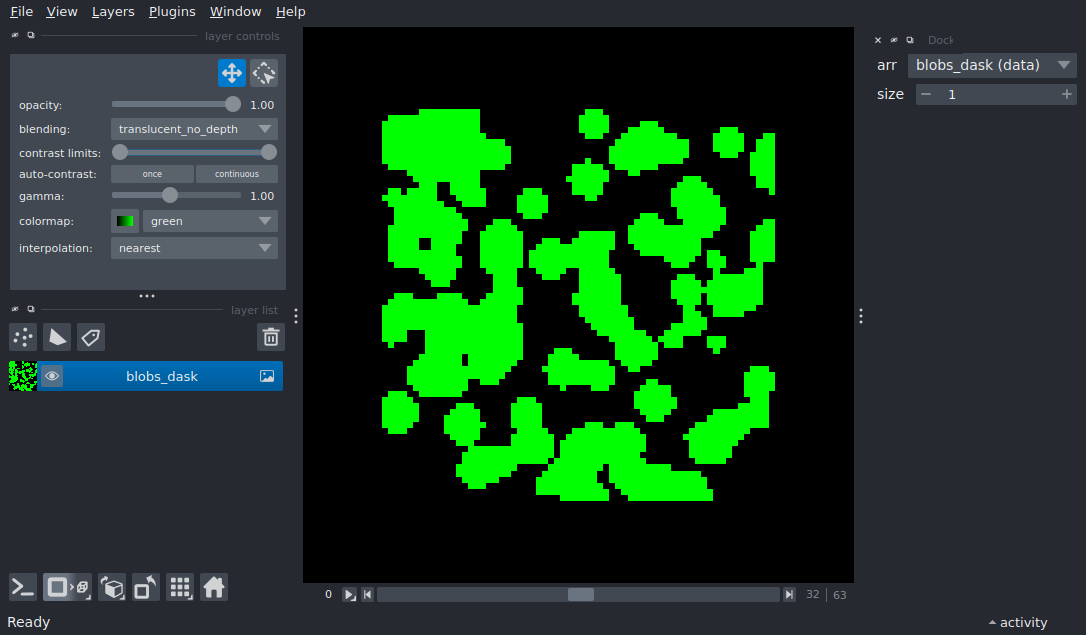 File View Layers Plugins Window Help
layer controls
opacity: 1.00
blending: translucent_no_depth
contrast limits:
auto-contrast: once continuous
gamma: 1.00
colormap: green
interpolation: nearest
layer list
blobs_dask
0 32 63
Ready
activity
Dock
arr blobs_dask (data)
size 1